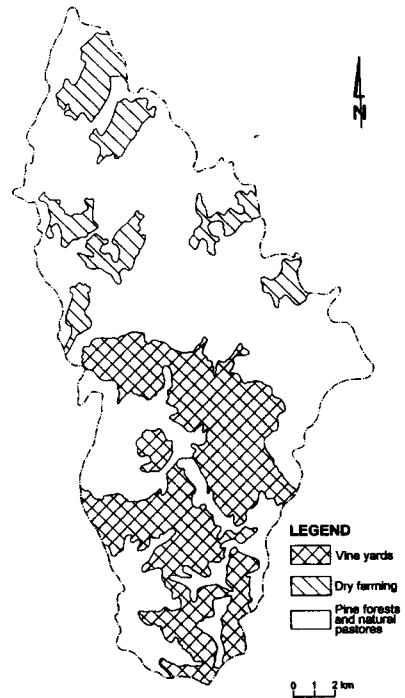 N
LEGEND
Vine yards
Dry farming
Pine forests
and natural
pastores
0 1 2 km